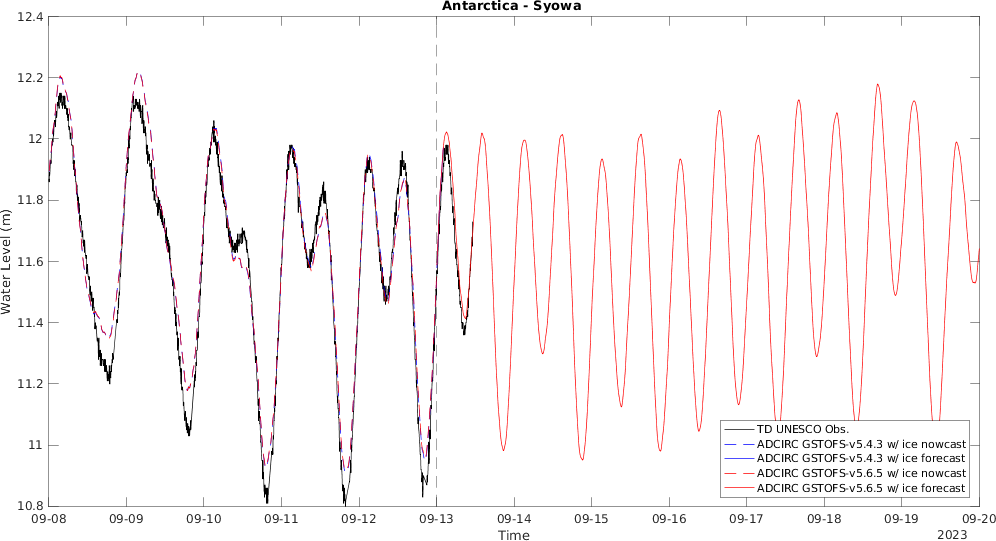 Antarctica - Syowa
12.4
12.2
12
11.8
11.6
11.4
11.2
11
10.8
Water Level (m)
TD UNESCO Obs.
ADCIRC GSTOFS-v5.4.3 w/ ice nowcast
ADCIRC GSTOFS-v5.4.3 w/ ice forecast
ADCIRC GSTOFS-v5.6.5 w/ ice nowcast
ADCIRC GSTOFS-v5.6.5 w/ ice forecast
09-08 09-09 09-10 09-11 09-12 09-13 09-14 09-15 09-16 09-17 09-18 09-19 09-20
Time
2023